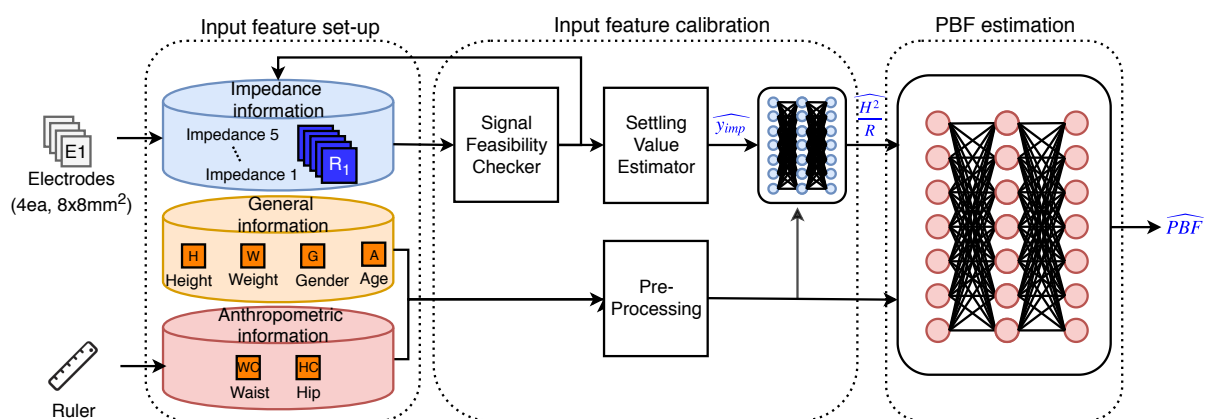 Input feature set-up
Input feature calibration
PBF estimation
Impedance
information
Impedance 5
Impedance 1
R1
E1
Electrodes
(4ea, 8x8mm2)
Signal
Feasibility
Checker
Settling
Value
Estimator
y_imp
H^2/R
General
information
H
W
G
A
Height
Weight
Gender
Age
Pre-
Processing
PBF
Anthropometric
information
WC
HC
Waist
Hip
Ruler